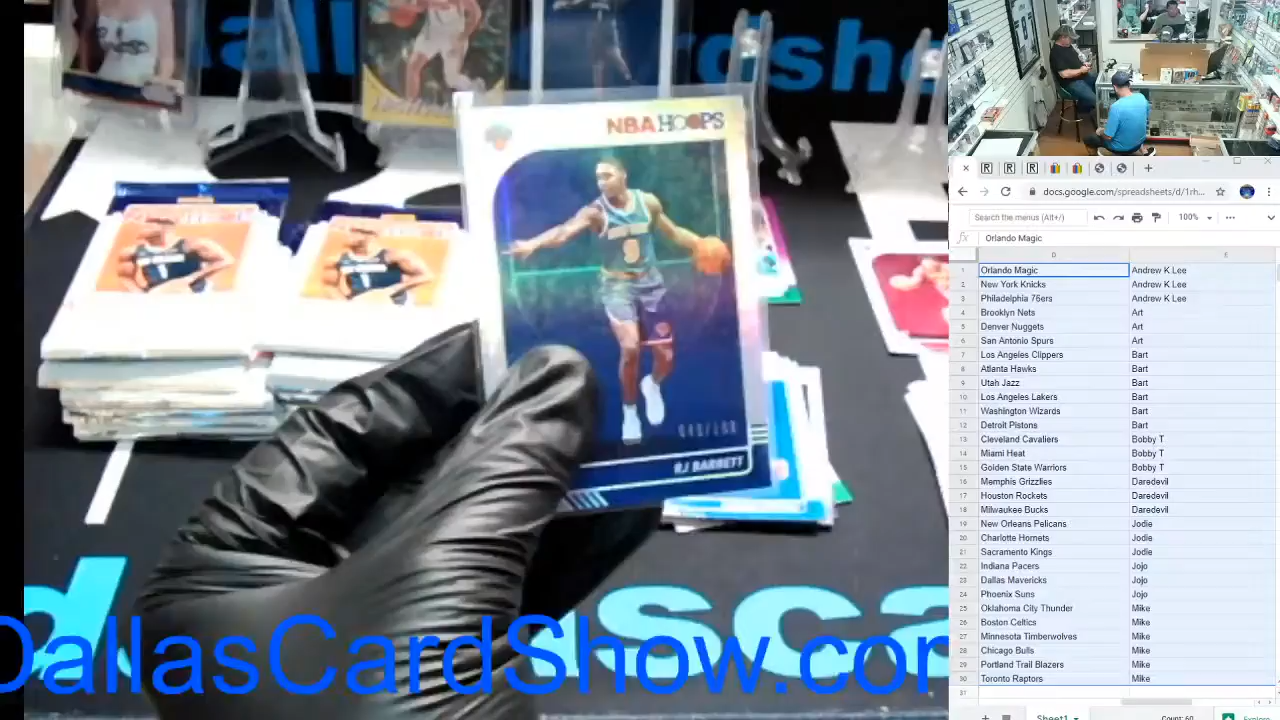 NBA HOOPS
RJ BARRETT
DallasCardShow.com
docs.google.com/spreadsheets/d/1rh...
Search the menus (Alt+/)
100%
fx Orlando Magic
D E
1 Orlando Magic Andrew K Lee
2 New York Knicks Andrew K Lee
3 Philadelphia 76ers Andrew K Lee
4 Brooklyn Nets Art
5 Denver Nuggets Art
6 San Antonio Spurs Art
7 Los Angeles Clippers Bart
8 Atlanta Hawks Bart
9 Utah Jazz Bart
10 Los Angeles Lakers Bart
11 Washington Wizards Bart
12 Detroit Pistons Bart
13 Cleveland Cavaliers Bobby T
14 Miami Heat Bobby T
15 Golden State Warriors Bobby T
16 Memphis Grizzlies Daredevil
17 Houston Rockets Daredevil
18 Milwaukee Bucks Daredevil
19 New Orleans Pelicans Jodie
20 Charlotte Hornets Jodie
21 Sacramento Kings Jodie
22 Indiana Pacers Jojo
23 Dallas Mavericks Jojo
24 Phoenix Suns Jojo
25 Oklahoma City Thunder Mike
26 Boston Celtics Mike
27 Minnesota Timberwolves Mike
28 Chicago Bulls Mike
29 Portland Trail Blazers Mike
30 Toronto Raptors Mike
31
Sheet1 Count: 60 Explore